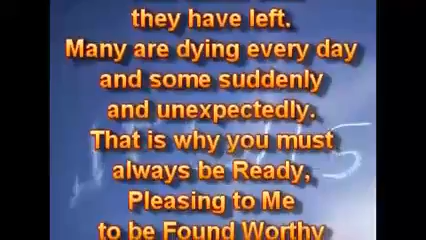 they have left.
Many are dying every day
and some suddenly
and unexpectedly.
That is why you must
always be Ready,
Pleasing to Me
to be Found Worthy